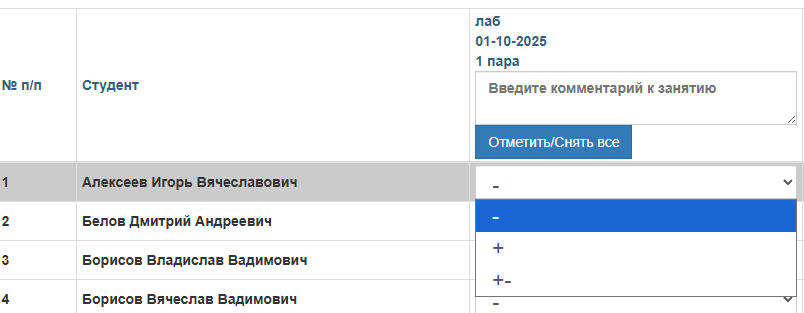 лаб
01-10-2025
1 пара
№ п/п Студент
Введите комментарий к занятию
Отметить/Снять все
1 Алексеев Игорь Вячеславович -
-
2 Белов Дмитрий Андреевич
+
3 Борисов Владислав Вадимович
+-
4 Борисов Вячеслав Вадимович -